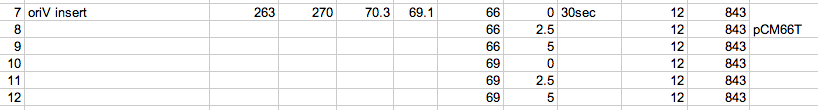 7 oriV insert 263 270 70.3 69.1 66 0 30sec 12 843
8 66 2.5 12 843 pCM66T
9 66 5 12 843
10 69 0 12 843
11 69 2.5 12 843
12 69 5 12 843